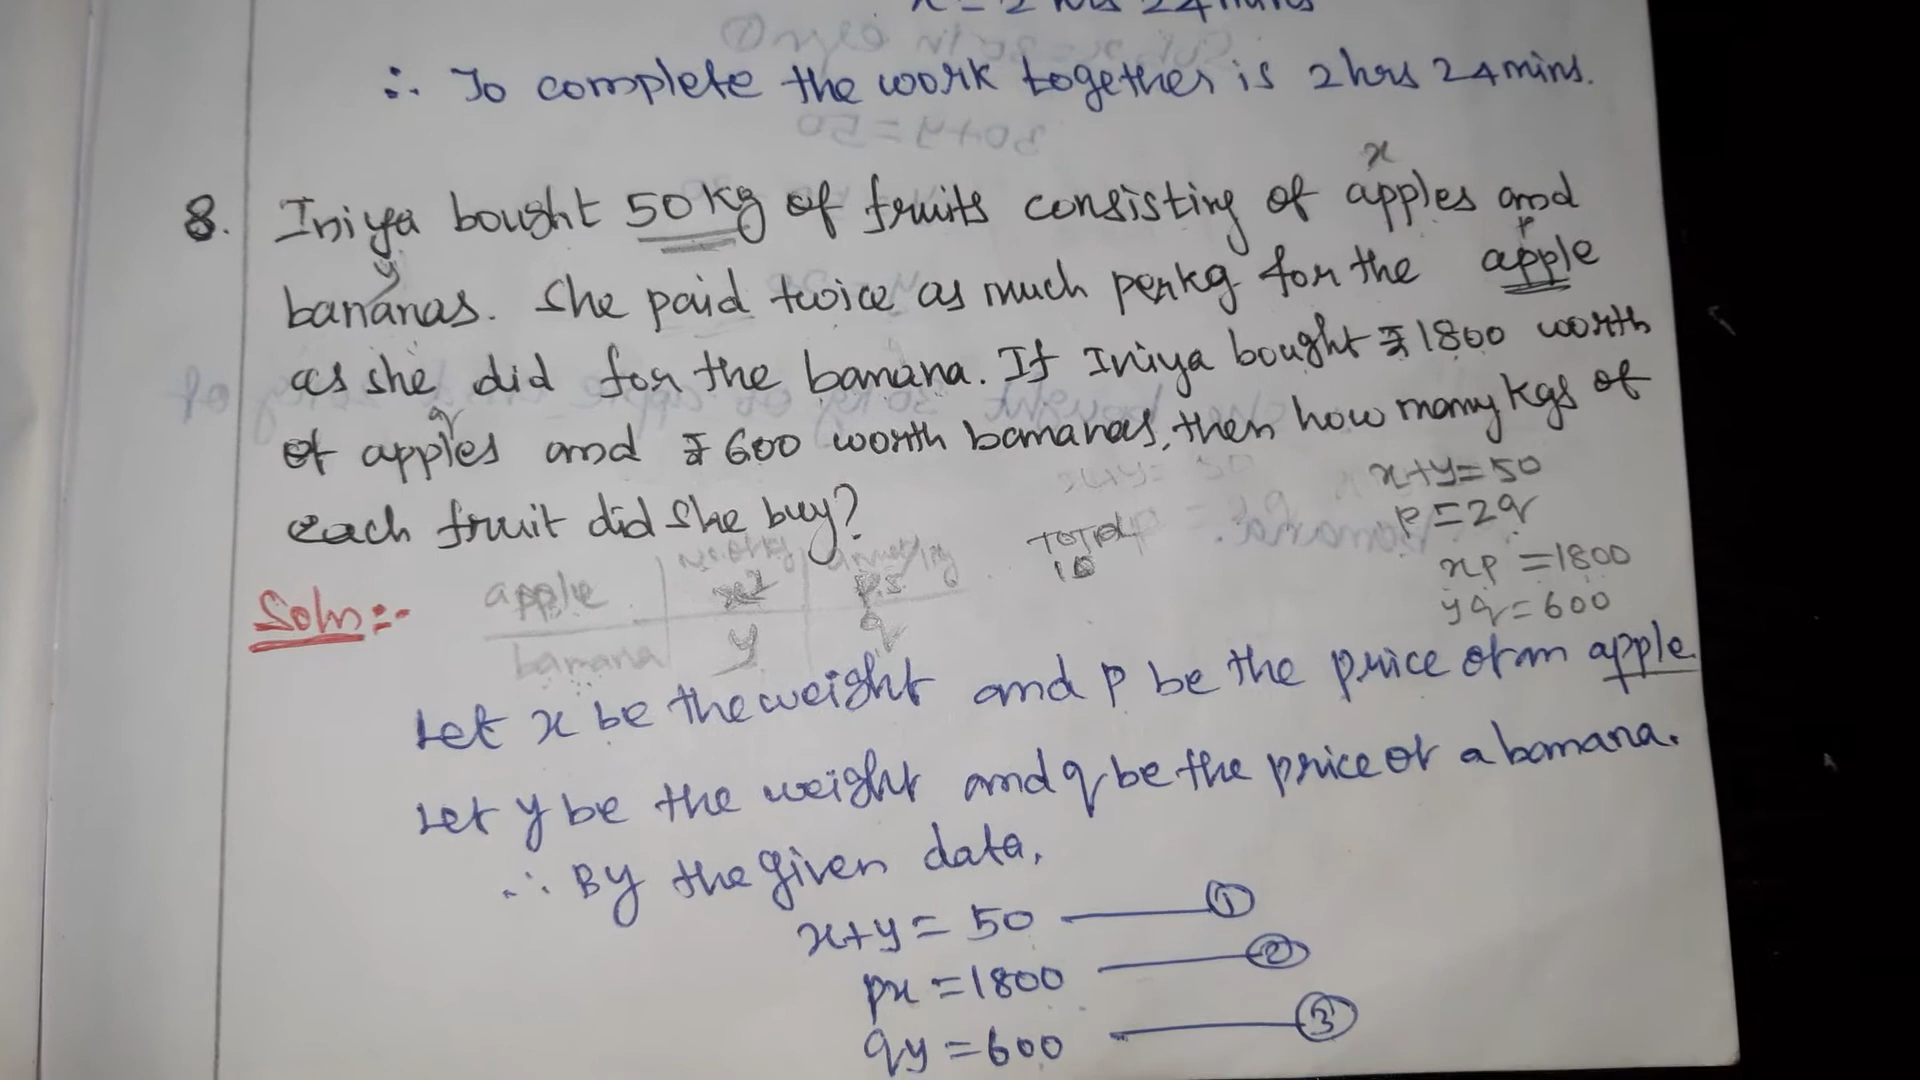 x = 2 hrs 24 mins
∴ To complete the work together is 2hrs 24mins.
x
8. Iniya bought 50kg of fruits consisting of apples and
y
p
bananas. She paid twice as much perkg for the apple
as she did for the banana. If Iniya bought ₹1800 worth
q
of apples and ₹600 worth bananas, then how many kgs of
each fruit did she buy?
x+y=50
p=2q
xp=1800
yq=600
TOTAL
Soln:-
apple
banana y q
Let x be the weight and p be the price of an apple.
Let y be the weight and q be the price of a banana.
∴ By the given data,
x+y=50 ①
px=1800 ②
qy=600 ③